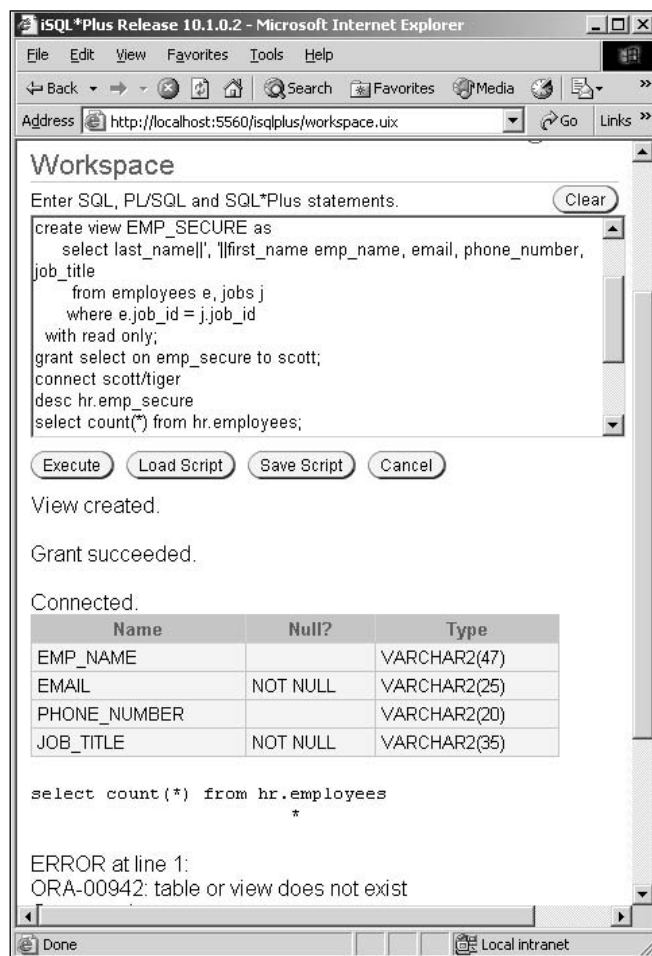 iSQL*Plus Release 10.1.0.2 - Microsoft Internet Explorer
File Edit View Favorites Tools Help
Back Search Favorites Media »
Address http://localhost:5560/isqlplus/workspace.uix Go Links »
Workspace
Enter SQL, PL/SQL and SQL*Plus statements. Clear
create view EMP_SECURE as
select last_name||', '||first_name emp_name, email, phone_number,
job_title
from employees e, jobs j
where e.job_id = j.job_id
with read only;
grant select on emp_secure to scott;
connect scott/tiger
desc hr.emp_secure
select count(*) from hr.employees;
Execute Load Script Save Script Cancel
View created.
Grant succeeded.
Connected.
Name Null? Type
EMP_NAME VARCHAR2(47)
EMAIL NOT NULL VARCHAR2(25)
PHONE_NUMBER VARCHAR2(20)
JOB_TITLE NOT NULL VARCHAR2(35)
select count(*) from hr.employees
*
ERROR at line 1:
ORA-00942: table or view does not exist
Done Local intranet